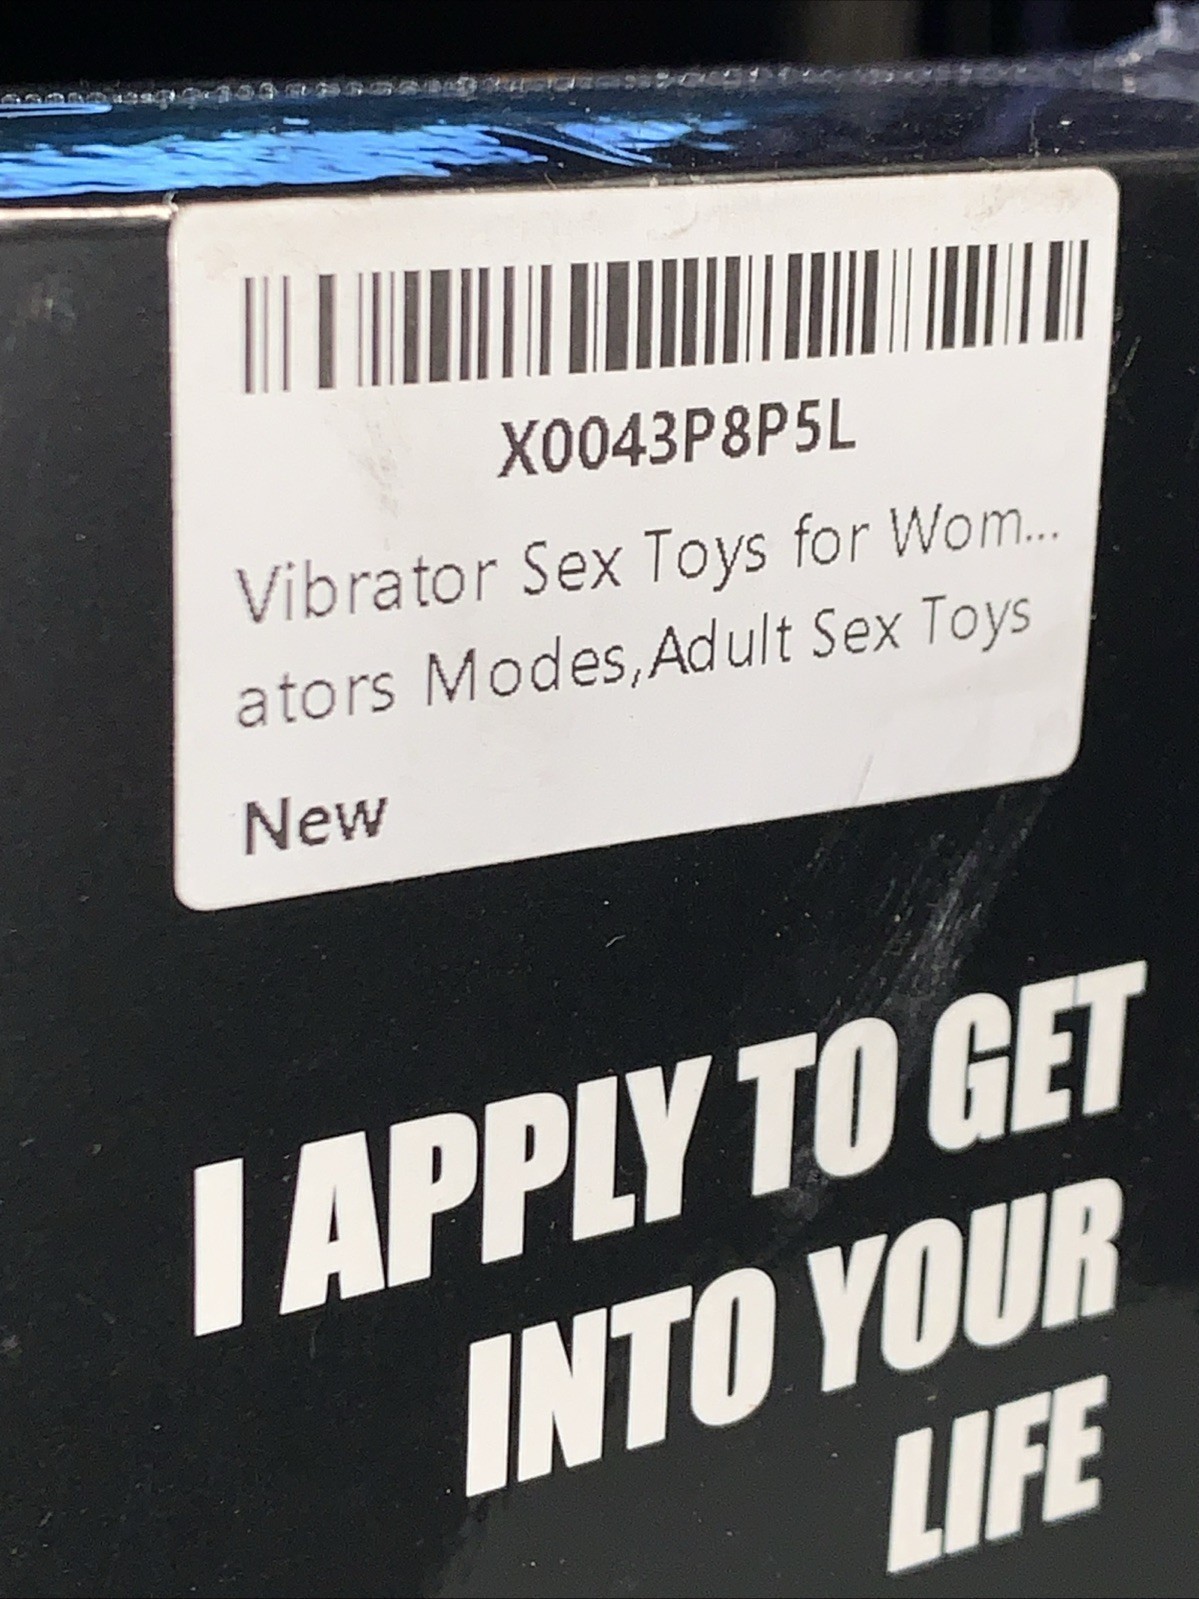 X0043P8P5L
Vibrator Sex Toys for Wom...
ators Modes,Adult Sex Toys
New
I APPLY TO GET
INTO YOUR
LIFE